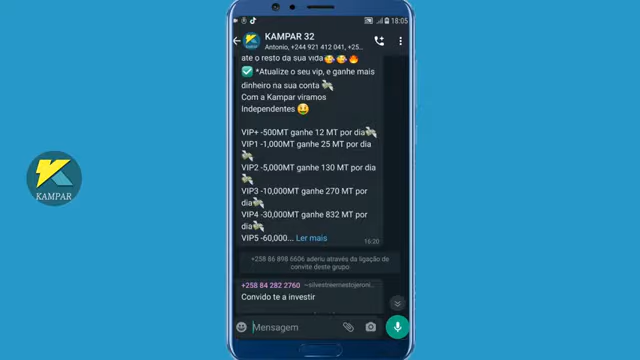 18:05
KAMPAR 32
Antonio, +244 921 412 041, +25...
até o resto da sua vida
*Atualize o seu vip, e ganhe mais
dinheiro na sua conta
Com a Kampar viramos
Independentes
VIP+ -500MT ganhe 12 MT por dia
VIP1 -1,000MT ganhe 25 MT por
dia
VIP2 -5,000MT ganhe 130 MT por dia
VIP3 -10,000MT ganhe 270 MT por
dia
VIP4 -30,000MT ganhe 832 MT por
dia
VIP5 -60,000... Ler mais
16:20
+258 86 898 6606 aderiu através da ligação de
convite deste grupo
+258 84 282 2760 ~silvestreernestojeroni...
Convido te a investir
Mensagem
KAMPAR